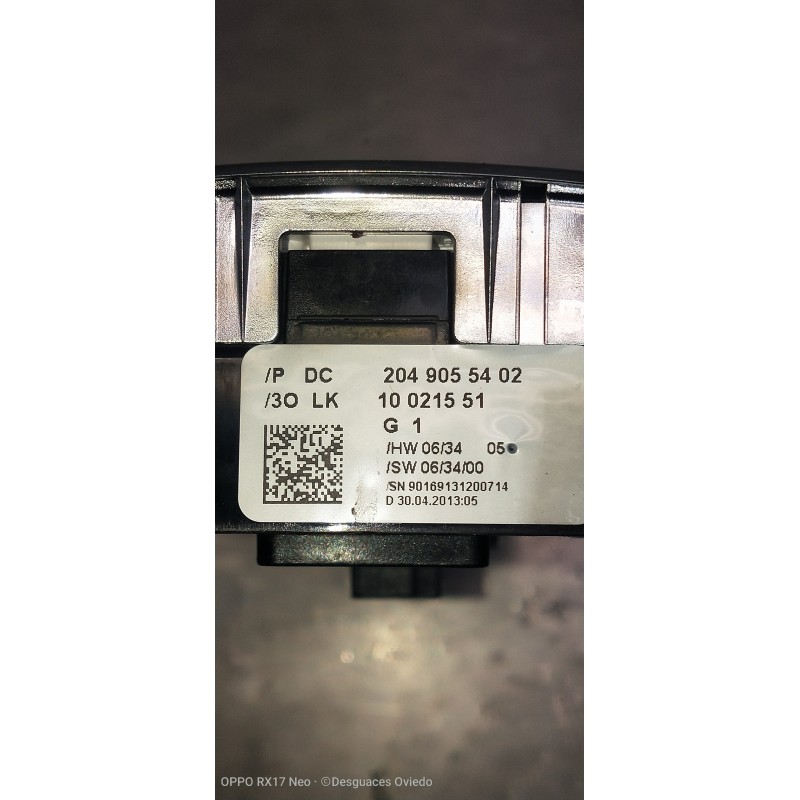 /P DC 204 905 54 02
/3O LK 10 0215 51
G 1
/HW 06/34 05
/SW 06/34/00
/SN 90169131200714
D 30.04.2013:05
OPPO RX17 Neo · ©Desguaces Oviedo